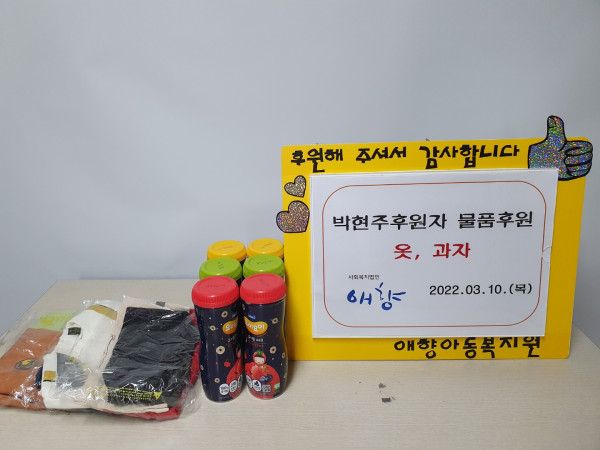 후원해 주셔서 감사합니다
박현주후원자 물품후원
옷, 과자
사회복지법인
애향
2022.03.10.(목)
애향아동복지원